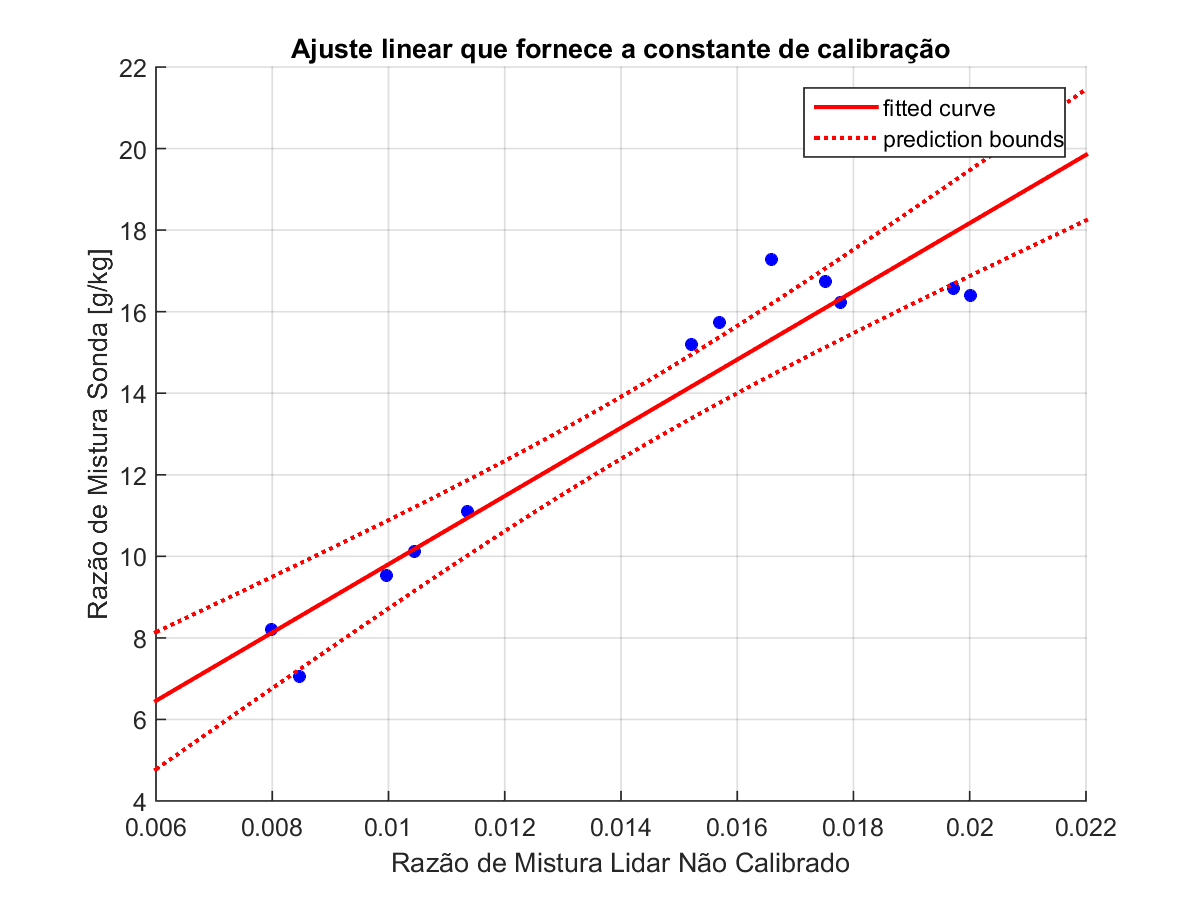 Ajuste linear que fornece a constante de calibração
fitted curve
prediction bounds
22
20
18
16
14
12
10
8
6
4
Razão de Mistura Sonda [g/kg]
0.006 0.008 0.01 0.012 0.014 0.016 0.018 0.02 0.022
Razão de Mistura Lidar Não Calibrado